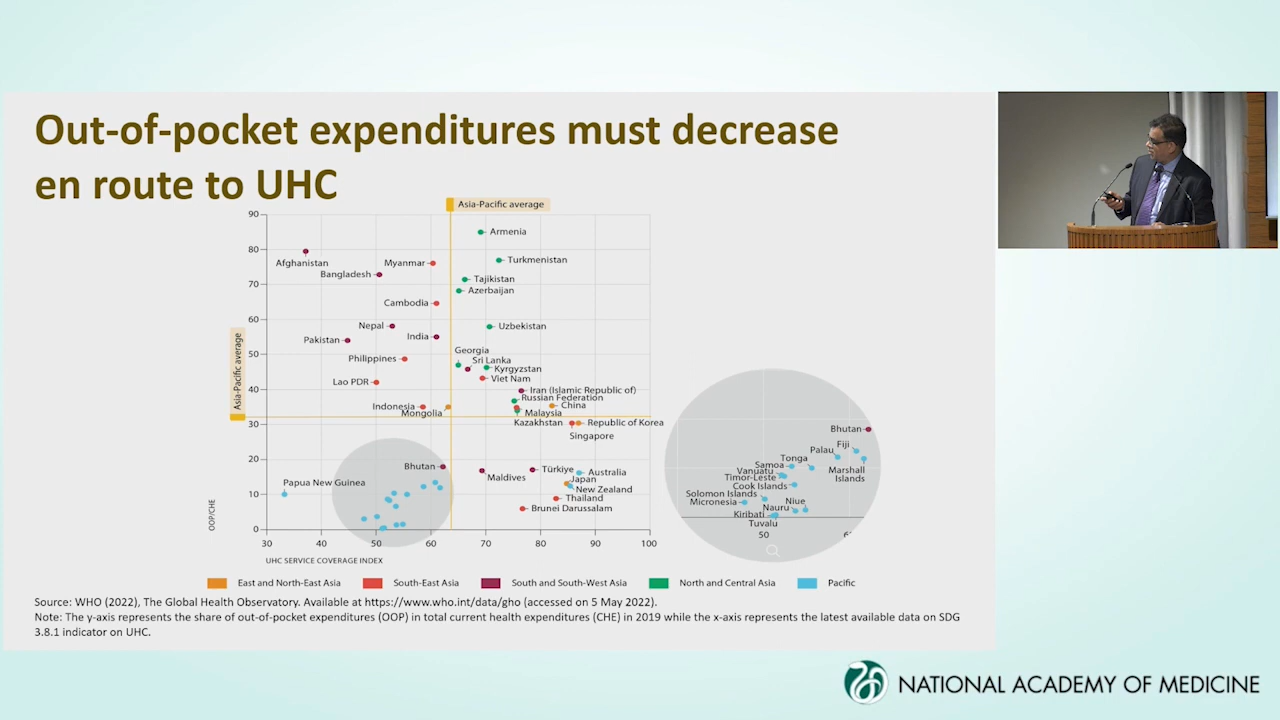 Out-of-pocket expenditures must decrease
en route to UHC
Asia-Pacific average
90
80
70
60
50
40
30
20
10
0
Asia-Pacific average
OOP/CHE
Armenia
Afghanistan
Myanmar
Turkmenistan
Bangladesh
Tajikistan
Azerbaijan
Cambodia
Nepal
India
Uzbekistan
Pakistan
Georgia
Philippines
Sri Lanka
Kyrgyzstan
Lao PDR
Viet Nam
Iran (Islamic Republic of)
Russian Federation
Indonesia
Mongolia
China
Malaysia
Kazakhstan
Republic of Korea
Singapore
Bhutan
Papua New Guinea
Maldives
Türkiye
Australia
Japan
New Zealand
Thailand
Brunei Darussalam
30
40
50
60
70
80
90
100
UHC SERVICE COVERAGE INDEX
Bhutan
Fiji
Palau
Tonga
Samoa
Vanuatu
Marshall
Islands
Timor-Leste
Cook Islands
Solomon Islands
Micronesia
Niue
Nauru
Kiribati
Tuvalu
50
East and North-East Asia
South-East Asia
South and South-West Asia
North and Central Asia
Pacific
Source: WHO (2022), The Global Health Observatory. Available at https://www.who.int/data/gho (accessed on 5 May 2022).
Note: The y-axis represents the share of out-of-pocket expenditures (OOP) in total current health expenditures (CHE) in 2019 while the x-axis represents the latest available data on SDG
3.8.1 indicator on UHC.
NATIONAL ACADEMY OF MEDICINE